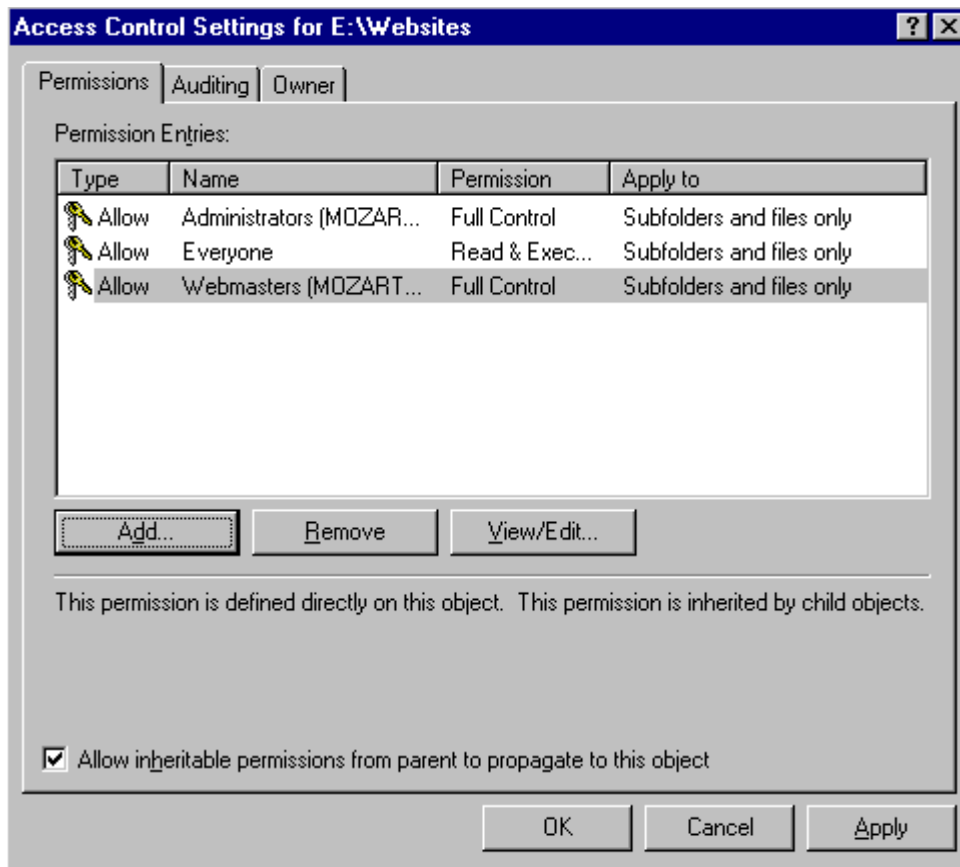 Access Control Settings for E:\Websites
Permissions Auditing Owner
Permission Entries:
Type Name Permission Apply to
Allow Administrators (MOZAR... Full Control Subfolders and files only
Allow Everyone Read & Exec... Subfolders and files only
Allow Webmasters (MOZART... Full Control Subfolders and files only
Add... Remove View/Edit...
This permission is defined directly on this object. This permission is inherited by child objects.
Allow inheritable permissions from parent to propagate to this object
OK Cancel Apply